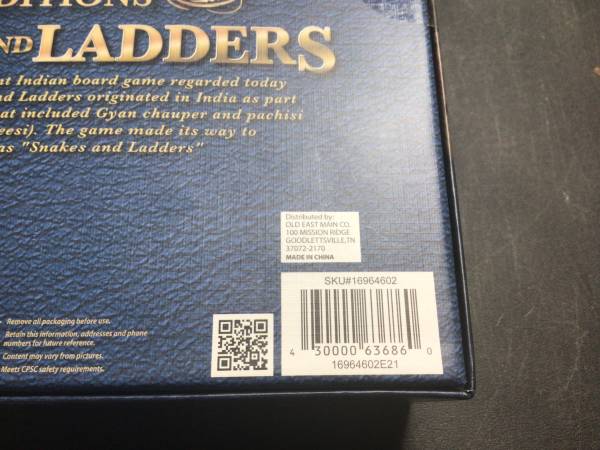 DITIONS
ND LADDERS
nt Indian board game regarded today
nd Ladders originated in India as part
at included Gyan chauper and pachisi
eesi). The game made its way to
as "Snakes and Ladders"
Distributed by:
OLD EAST MAIN CO.
100 MISSION RIDGE
GOODLETTSVILLE,TN
37072-2170
MADE IN CHINA
SKU#16964602
4 30000 63686 0
16964602E21
- Remove all packaging before use.
Retain this information, addresses and phone
numbers for future reference.
Content may vary from pictures.
Meets CPSC safety requirements.